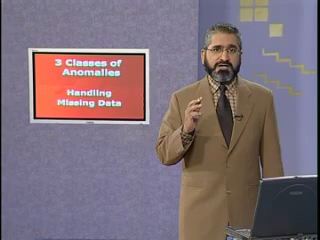 3 Classes of
Anomalies
Handling
Missing Data